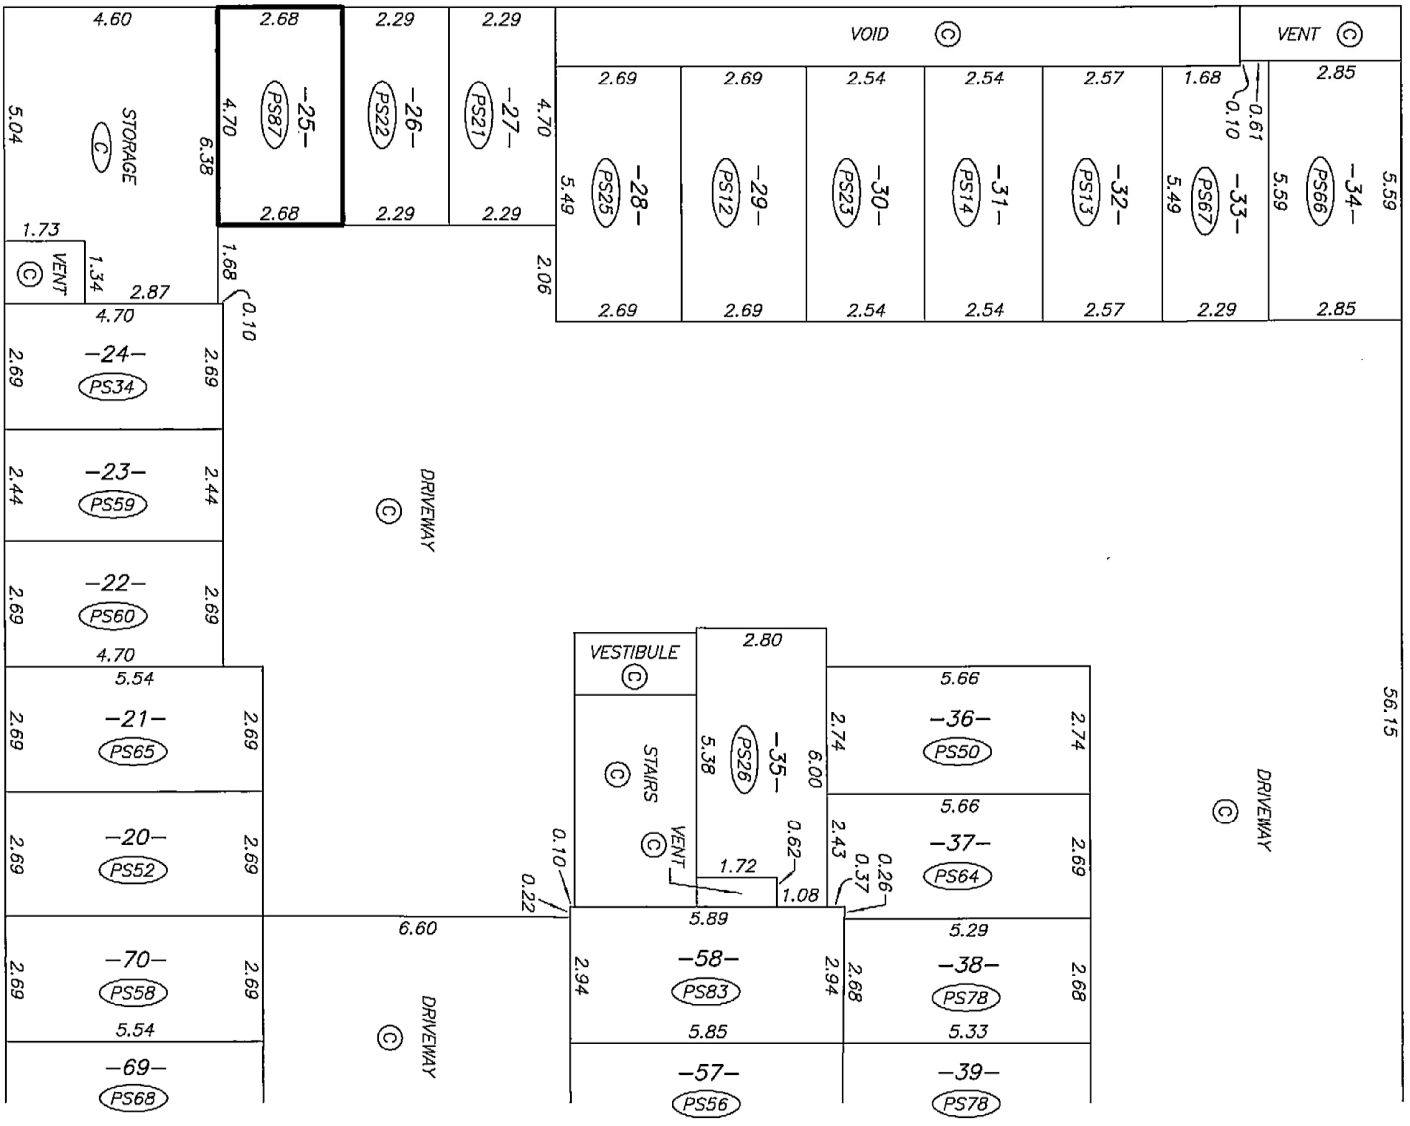 4.60
2.68
2.29
2.29
VOID C
VENT C
5.04
STORAGE
C
6.38
4.70
-25-
PS87
-26-
PS22
-27-
PS21
4.70
2.69
2.69
2.54
2.54
2.57
1.68
0.10
0.61
2.85
5.49
-28-
PS25
-29-
PS12
-30-
PS23
-31-
PS14
-32-
PS13
5.49
-33-
PS67
5.59
-34-
PS66
5.59
2.68
2.29
2.29
1.73
VENT
C
1.34
2.87
1.68
0.10
2.06
2.69
2.69
2.54
2.54
2.57
2.29
2.85
4.70
2.69
-24-
PS34
2.69
2.44
-23-
PS59
2.44
DRIVEWAY
C
2.69
-22-
PS60
2.69
4.70
5.54
2.69
-21-
PS65
2.69
VESTIBULE
C
STAIRS
C
2.80
5.38
-35-
PS26
6.00
VENT
C
1.72
0.62
1.08
5.66
2.74
-36-
PS50
2.74
5.66
2.43
-37-
PS64
2.69
0.26
0.37
DRIVEWAY
C
56.15
2.69
-20-
PS52
2.69
0.10
0.22
6.60
5.89
5.29
2.69
-70-
PS58
2.69
5.54
DRIVEWAY
C
2.94
-58-
PS83
2.94
5.85
2.68
-38-
PS78
2.68
5.33
-69-
PS68
-57-
PS56
-39-
PS78